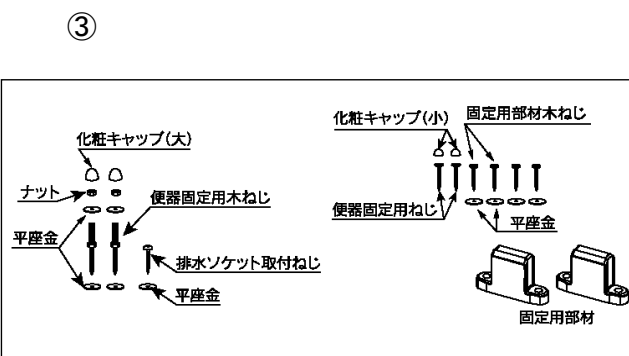 ③
化粧キャップ(大)
ナット
便器固定用木ねじ
平座金
排水ソケット取付ねじ
平座金
化粧キャップ(小)
固定用部材木ねじ
便器固定用ねじ
平座金
固定用部材